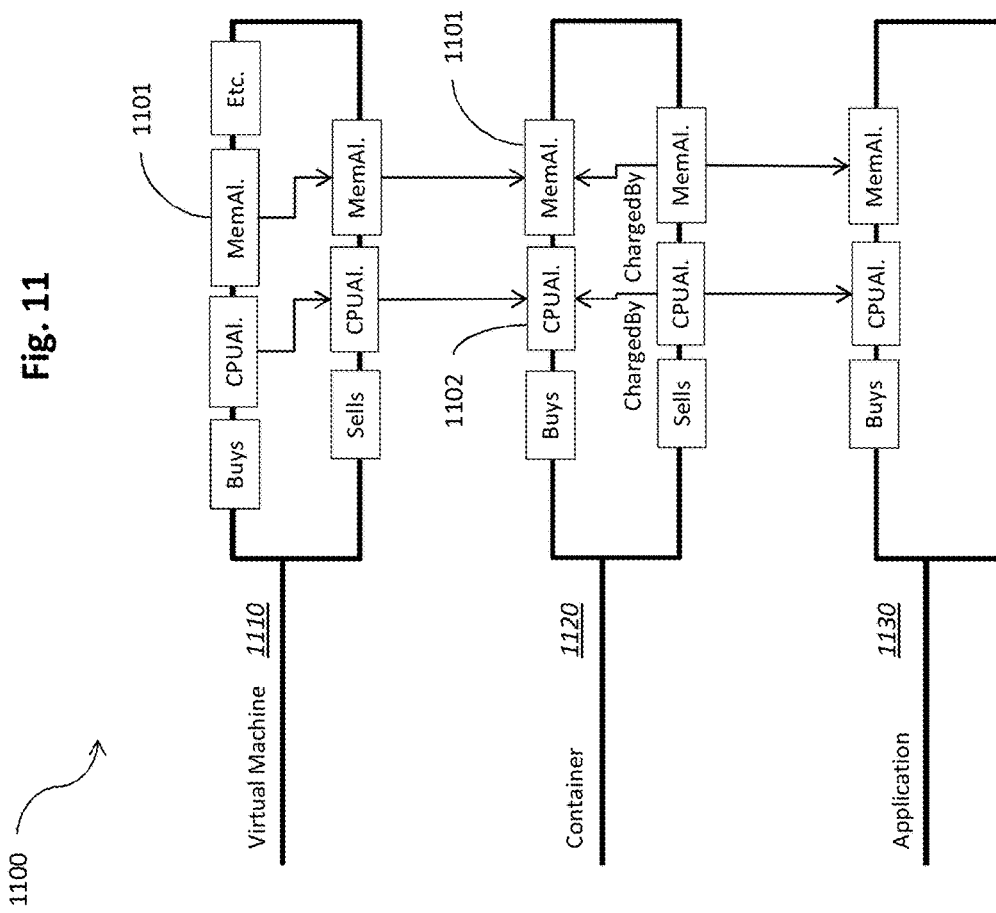 Fig. 11
1100
Virtual Machine
1110
Buys
CPUAl.
MemAl.
Etc.
1101
Sells
CPUAl.
MemAl.
Container
1120
Buys
CPUAl.
MemAl.
1102
1101
ChargedBy
ChargedBy
Sells
CPUAl.
MemAl.
Application
1130
Buys
CPUAl.
MemAl.